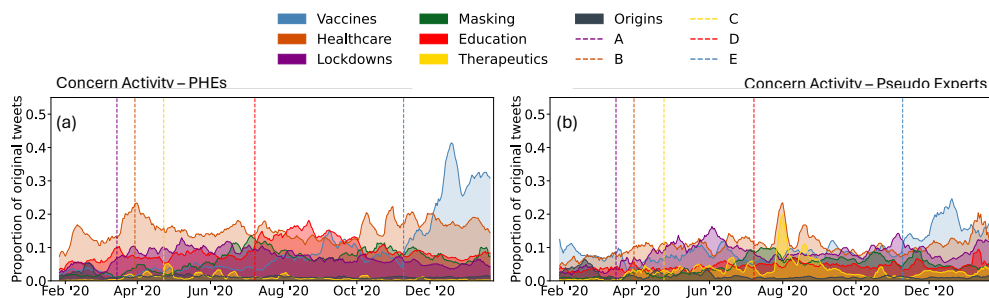 Vaccines Masking Origins C
Healthcare Education A D
Lockdowns Therapeutics B E
Concern Activity – PHEs
Concern Activity – Pseudo Experts
Proportion of original tweets
0.5
0.4
0.3
0.2
0.1
0.0
(a)
Feb '20 Apr '20 Jun '20 Aug '20 Oct '20 Dec '20
Proportion of original tweets
0.5
0.4
0.3
0.2
0.1
0.0
(b)
Feb '20 Apr '20 Jun '20 Aug '20 Oct '20 Dec '20